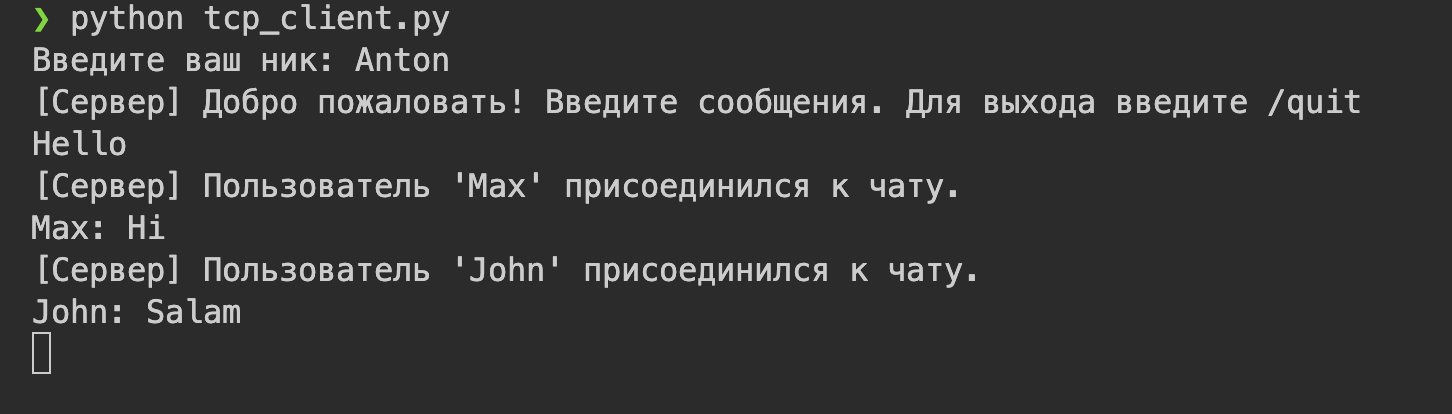 ❯ python tcp_client.py
Введите ваш ник: Anton
[Сервер] Добро пожаловать! Введите сообщения. Для выхода введите /quit
Hello
[Сервер] Пользователь 'Max' присоединился к чату.
Max: Hi
[Сервер] Пользователь 'John' присоединился к чату.
John: Salam